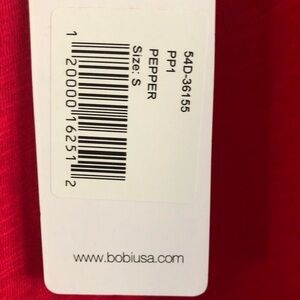 54D-36155
PP1
PEPPER
Size: S
1 20000 16251 2
www.bobiusa.com